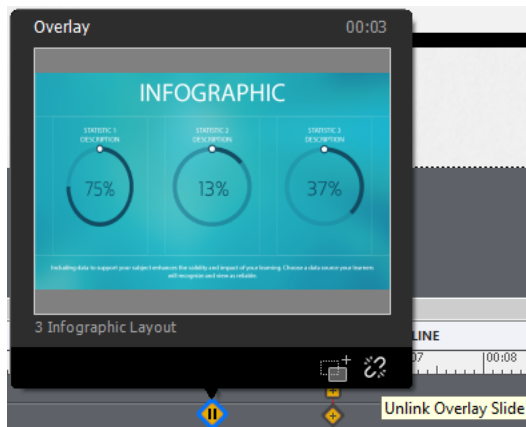 Overlay 00:03
INFOGRAPHIC
STATISTIC 1
DESCRIPTION
STATISTIC 2
DESCRIPTION
STATISTIC 3
DESCRIPTION
75%
13%
37%
Including data to support your subject enhances the validity and impact of your learning. Choose a data source your learners
will recognize and view as reliable.
3 Infographic Layout
LINE
07 00:08
Unlink Overlay Slide